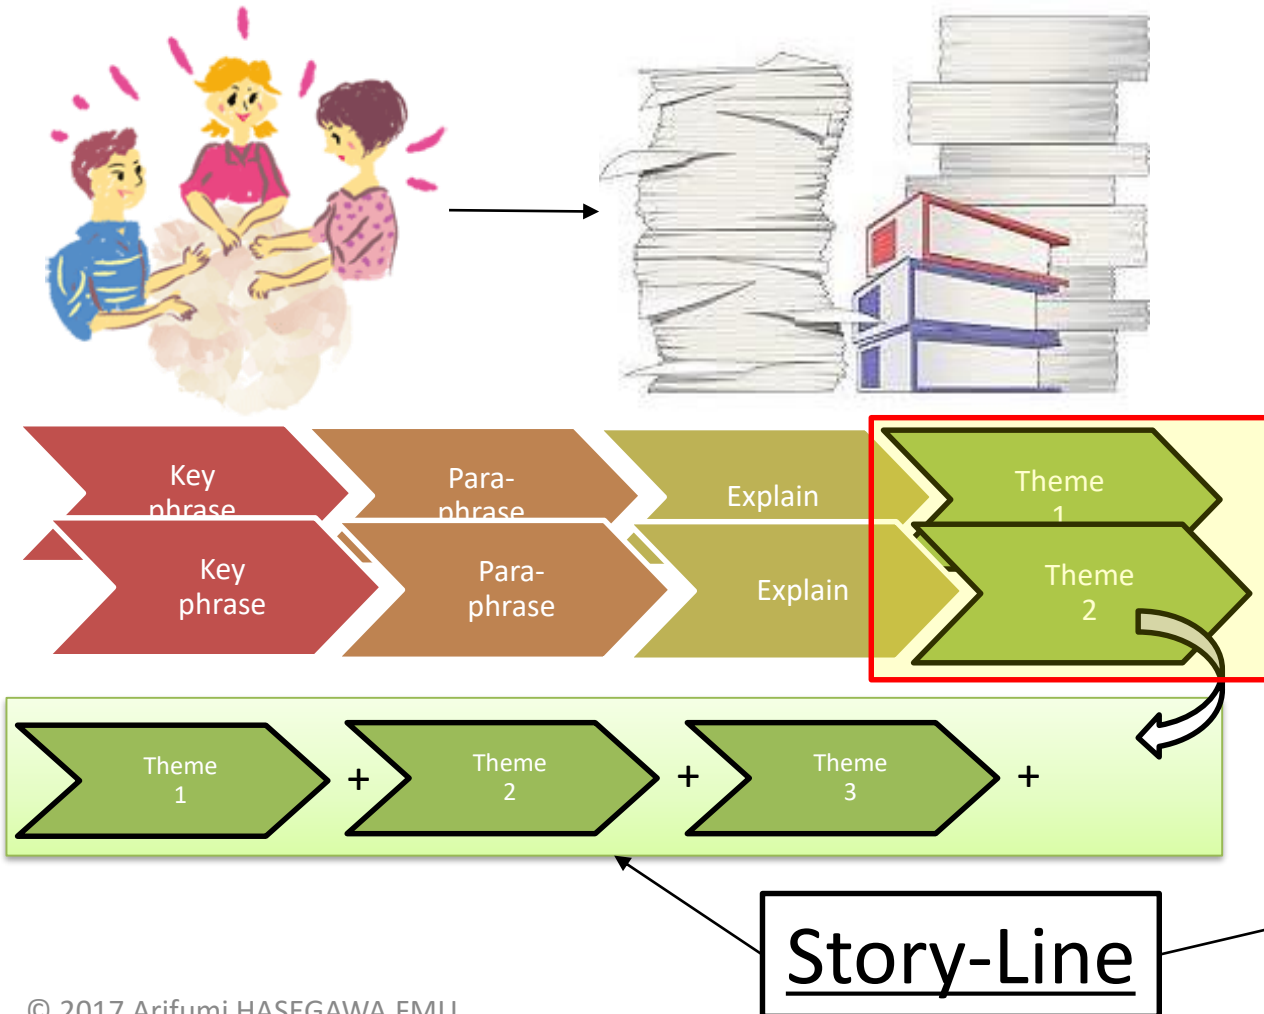 Key
phrase
Para-
phrase
Explain
Theme
1
Key
phrase
Para-
phrase
Explain
Theme
2
Theme
1
+
Theme
2
+
Theme
3
+
Story-Line
© 2017 Arifumi HASEGAWA FMU